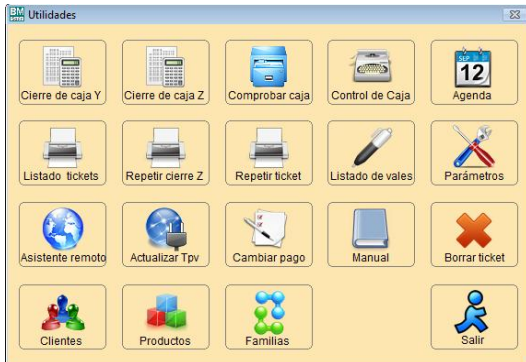 BM Utilidades
Cierre de caja Y
Cierre de caja Z
Comprobar caja
Control de Caja
SEP 12
Agenda
Listado tickets
Repetir cierre Z
Repetir ticket
Listado de vales
Parámetros
Asistente remoto
Actualizar Tpv
Cambiar pago
Manual
Borrar ticket
Clientes
Productos
Familias
Salir